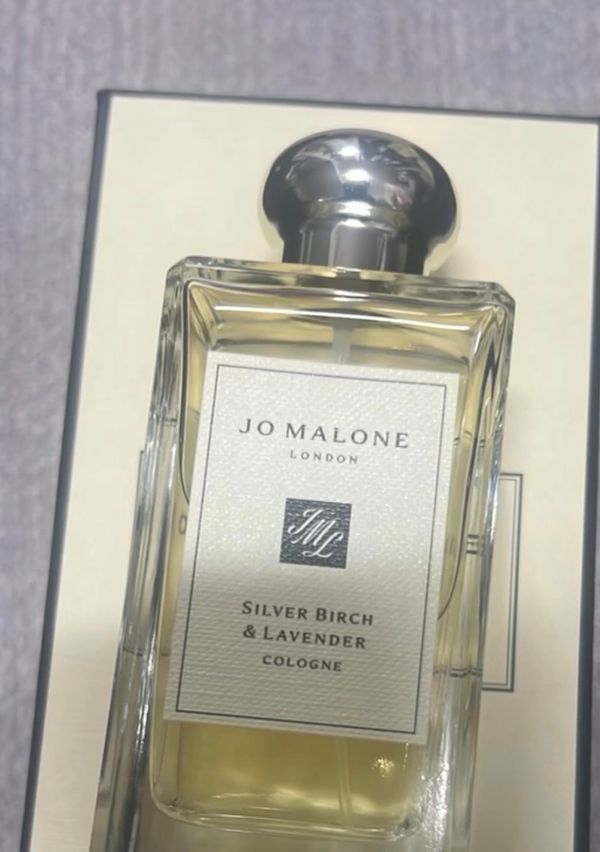 JO MALONE
LONDON
JML
SILVER BIRCH
& LAVENDER
COLOGNE